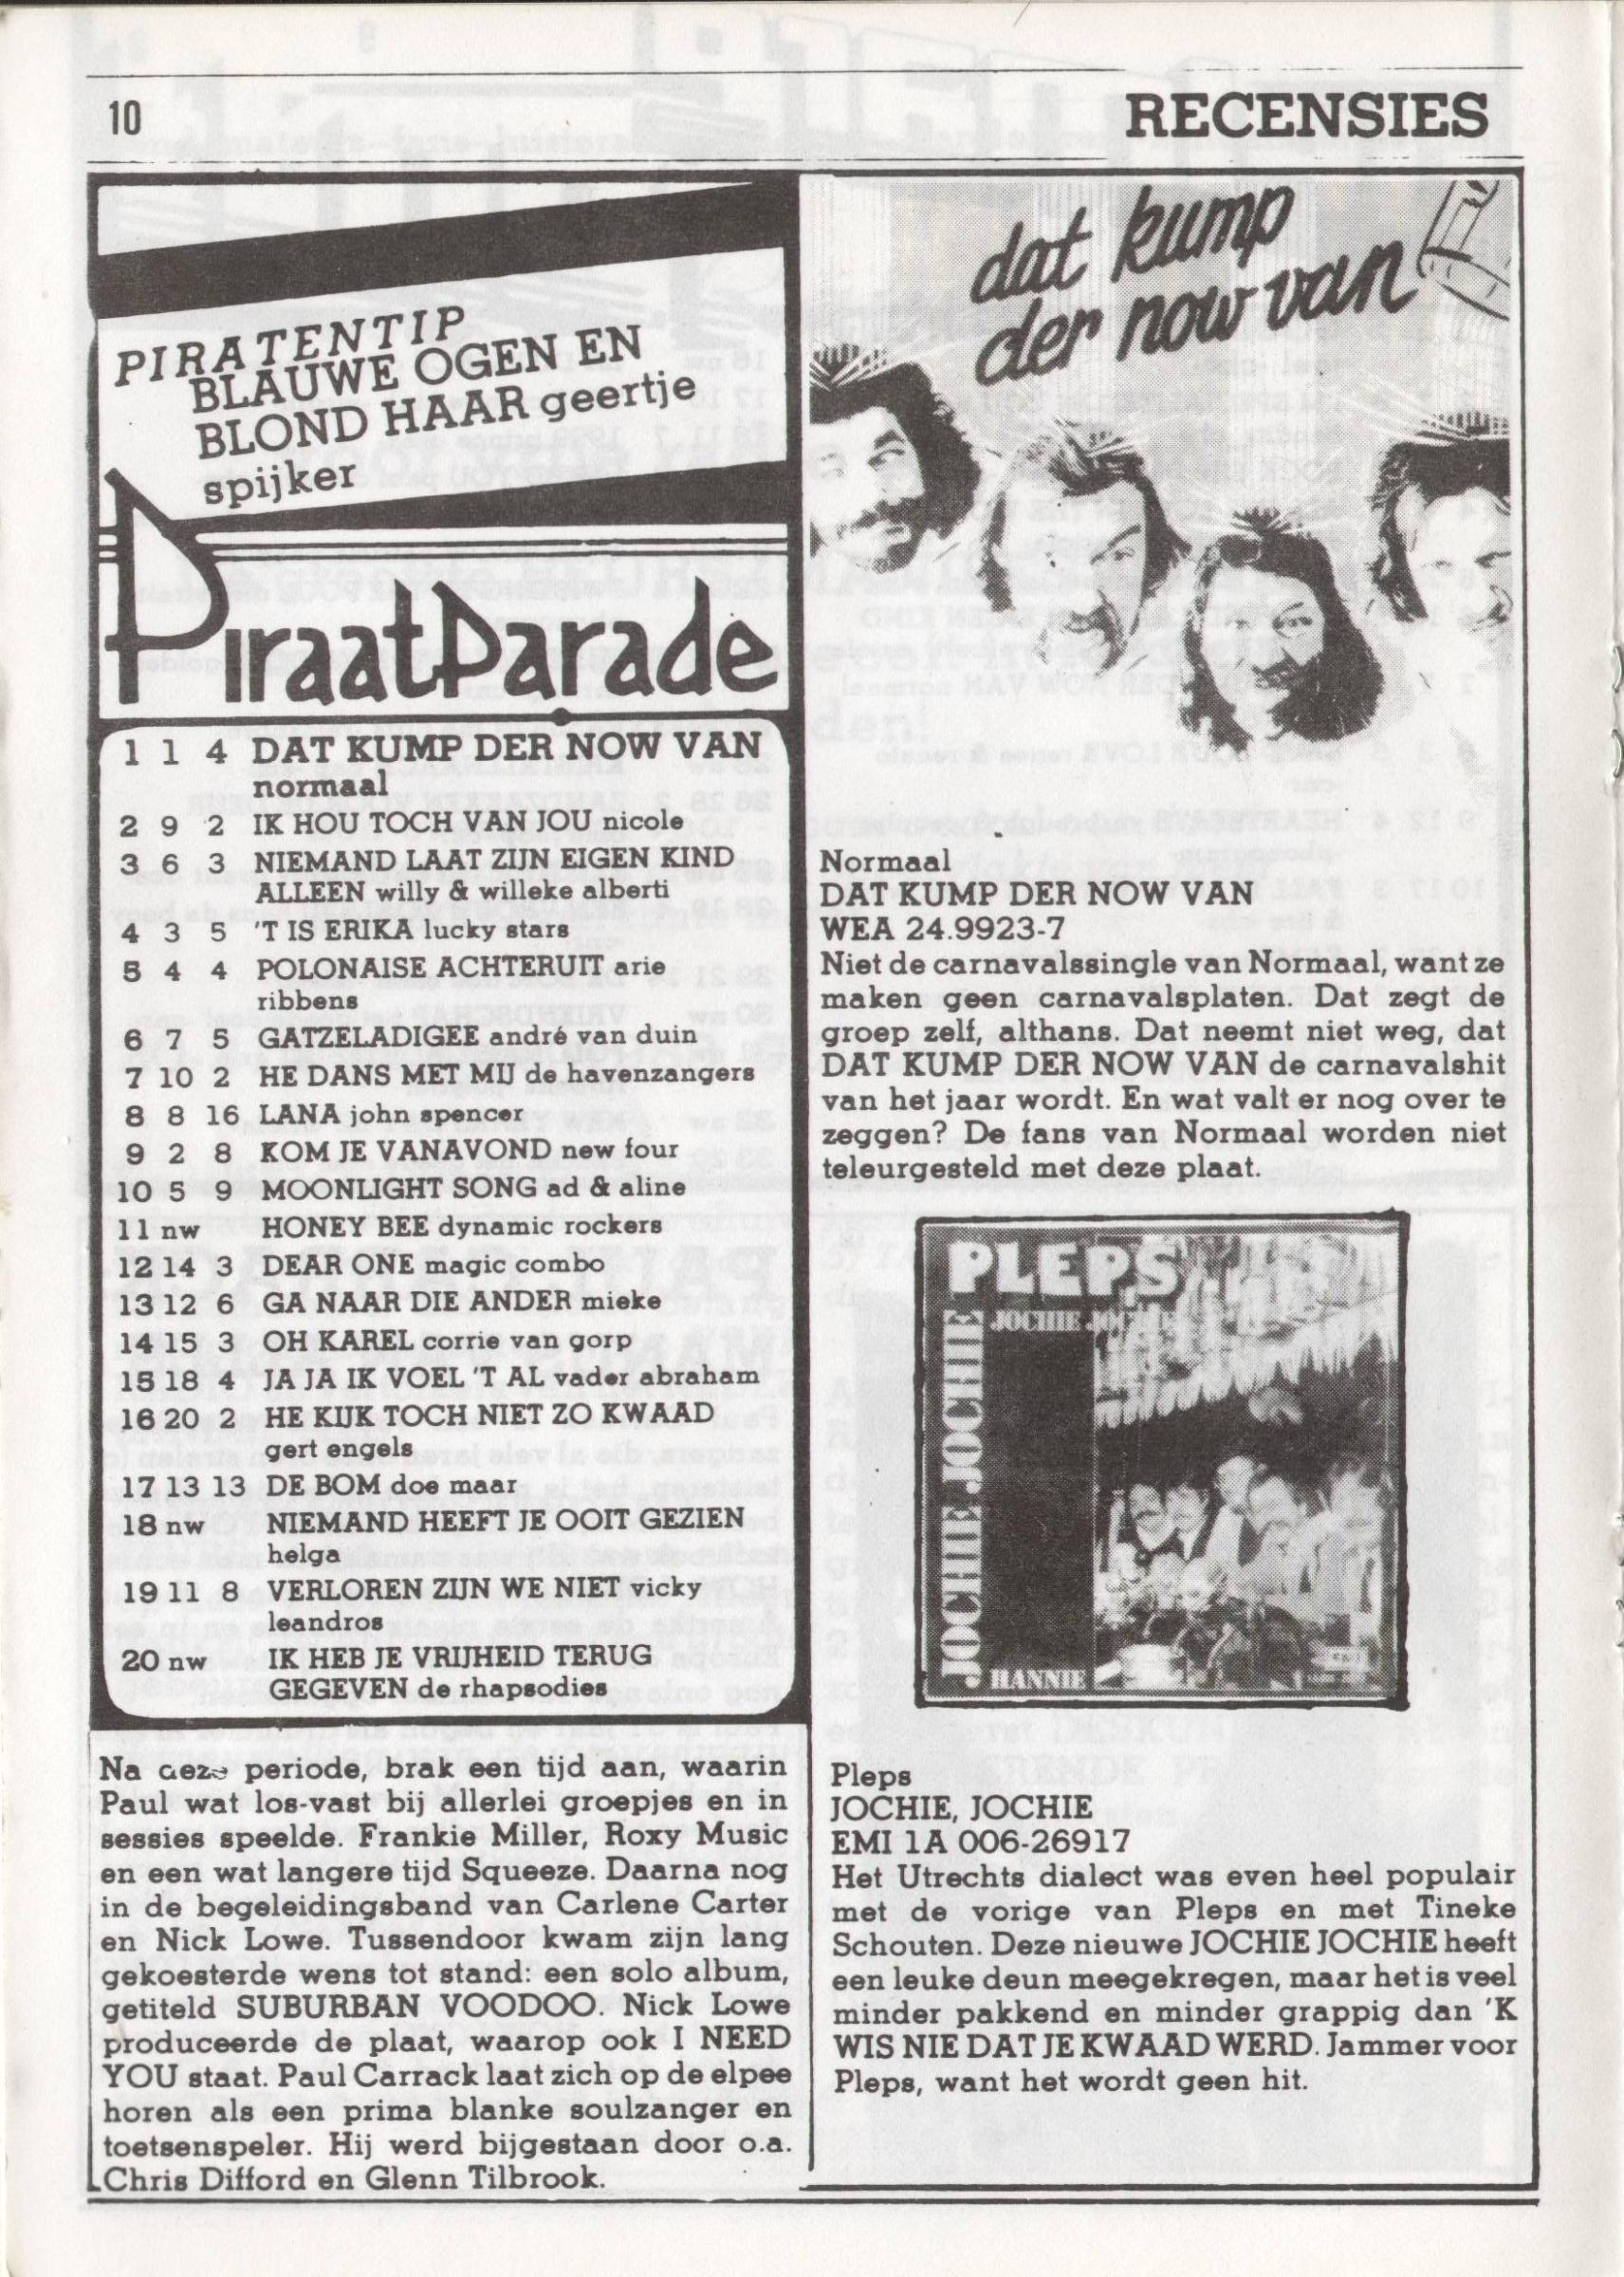 10
RECENSIES
PIRATENTIP
BLAUWE OGEN EN
BLOND HAAR geertje
spijker
PiraatParade
1 1 4 DAT KUMP DER NOW VAN
normaal
2 9 2 IK HOU TOCH VAN JOU nicole
3 6 3 NIEMAND LAAT ZIJN EIGEN KIND
ALLEEN willy & willeke alberti
4 3 5 'T IS ERIKA lucky stars
5 4 4 POLONAISE ACHTERUIT arie
ribbens
6 7 5 GATZELADIGEE andré van duin
7 10 2 HE DANS MET MIJ de havenzangers
8 8 16 LANA john spencer
9 2 8 KOM JE VANAVOND new four
10 5 9 MOONLIGHT SONG ad & aline
11 nw HONEY BEE dynamic rockers
12 14 3 DEAR ONE magic combo
13 12 6 GA NAAR DIE ANDER mieke
14 15 3 OH KAREL corrie van gorp
15 18 4 JA JA IK VOEL 'T AL vader abraham
16 20 2 HE KIJK TOCH NIET ZO KWAAD
gert engels
17 13 13 DE BOM doe maar
18 nw NIEMAND HEEFT JE OOIT GEZIEN
helga
19 11 8 VERLOREN ZIJN WE NIET vicky
leandros
20 nw IK HEB JE VRIJHEID TERUG
GEGEVEN de rhapsodies
Na deze periode, brak een tijd aan, waarin
Paul wat los-vast bij allerlei groepjes en in
sessies speelde. Frankie Miller, Roxy Music
en een wat langere tijd Squeeze. Daarna nog
in de begeleidingsband van Carlene Carter
en Nick Lowe. Tussendoor kwam zijn lang
gekoesterde wens tot stand: een solo album,
getiteld SUBURBAN VOODOO. Nick Lowe
produceerde de plaat, waarop ook I NEED
YOU staat. Paul Carrack laat zich op de elpee
horen als een prima blanke soulzanger en
toetsenspeler. Hij werd bijgestaan door o.a.
Chris Difford en Glenn Tilbrook.
dat kump
der now van
Normaal
DAT KUMP DER NOW VAN
WEA 24.9923-7
Niet de carnavalssingle van Normaal, want ze
maken geen carnavalsplaten. Dat zegt de
groep zelf, althans. Dat neemt niet weg, dat
DAT KUMP DER NOW VAN de carnavalshit
van het jaar wordt. En wat valt er nog over te
zeggen? De fans van Normaal worden niet
teleurgesteld met deze plaat.
PLEPS
JOCHIE JOCHIE
JOCHIE JOCHIE
HANNIE
Pleps
JOCHIE, JOCHIE
EMI 1A 006-26917
Het Utrechts dialect was even heel populair
met de vorige van Pleps en met Tineke
Schouten. Deze nieuwe JOCHIE JOCHIE heeft
een leuke deun meegekregen, maar het is veel
minder pakkend en minder grappig dan 'K
WIS NIE DAT JE KWAAD WERD. Jammer voor
Pleps, want het wordt geen hit.